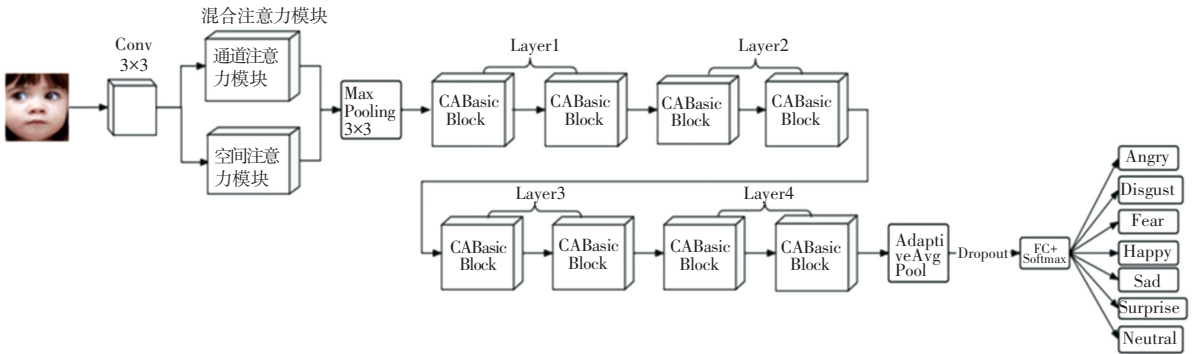 混合注意力模块
Conv
3×3
通道注意
力模块
空间注意
力模块
Max
Pooling
3×3
Layer1
CABasic
Block
CABasic
Block
Layer2
CABasic
Block
CABasic
Block
Layer3
CABasic
Block
CABasic
Block
Layer4
CABasic
Block
CABasic
Block
Adapti
veAvg
Pool
Dropout
FC+
Softmax
Angry
Disgust
Fear
Happy
Sad
Surprise
Neutral